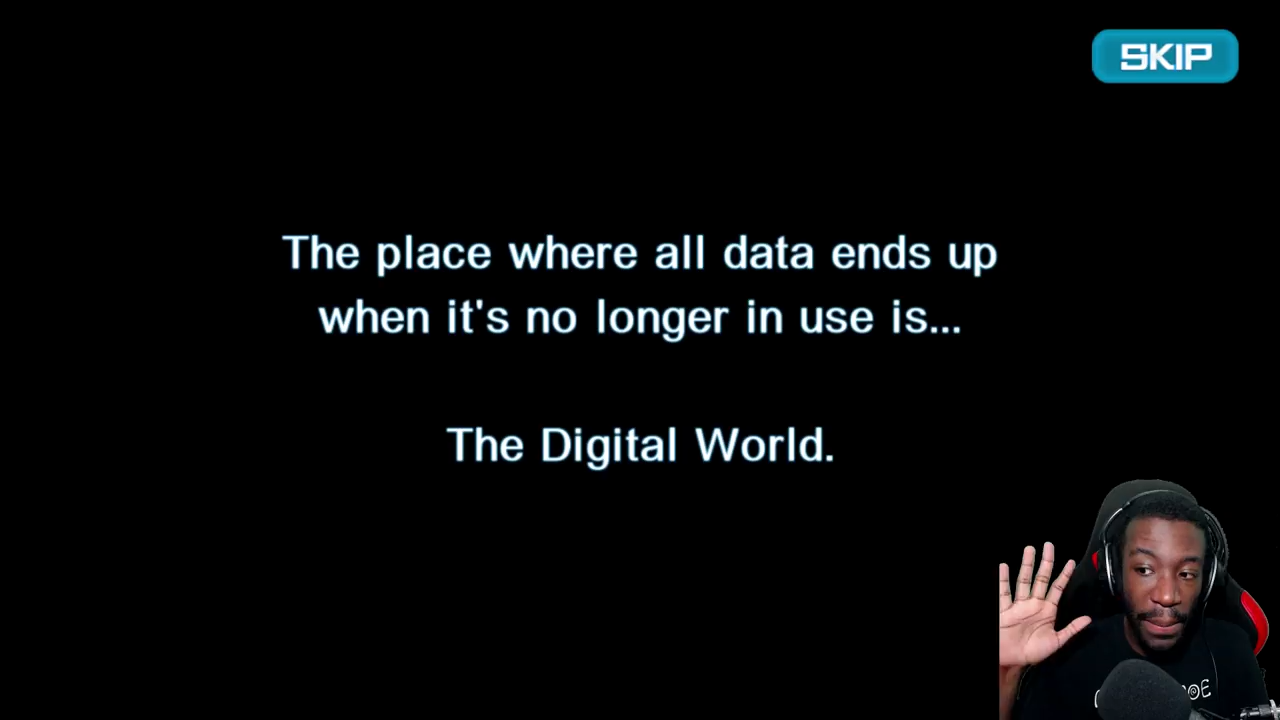 SKIP
The place where all data ends up
when it's no longer in use is...
The Digital World.